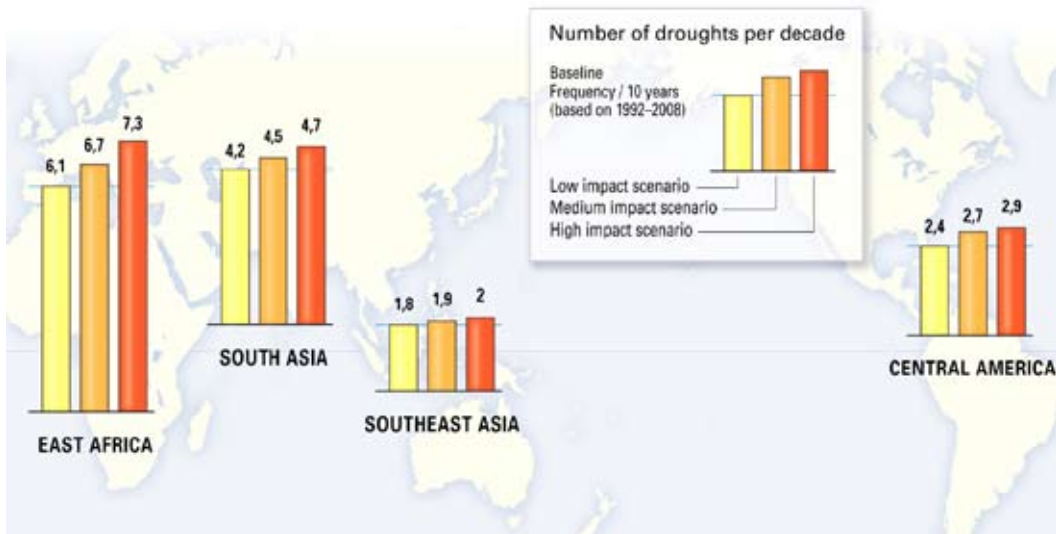 Number of droughts per decade
Baseline
Frequency / 10 years
(based on 1992–2008)
Low impact scenario
Medium impact scenario
High impact scenario
6,1 6,7 7,3
EAST AFRICA
4,2 4,5 4,7
SOUTH ASIA
1,8 1,9 2
SOUTHEAST ASIA
2,4 2,7 2,9
CENTRAL AMERICA